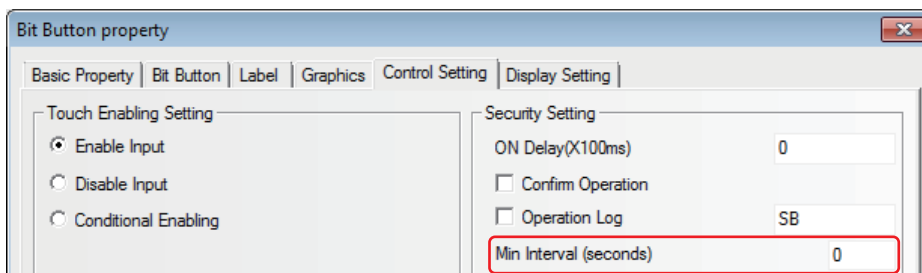 Bit Button property
Basic Property Bit Button Label Graphics Control Setting Display Setting
Touch Enabling Setting
Enable Input
Disable Input
Conditional Enabling
Security Setting
ON Delay(X100ms) 0
Confirm Operation
Operation Log SB
Min Interval (seconds) 0